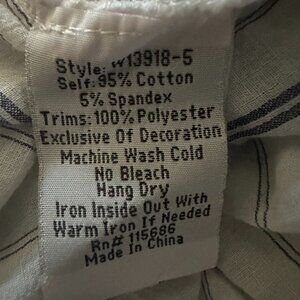 Style: W13918-5
Self: 95% Cotton
5% Spandex
Trims: 100% Polyester
Exclusive Of Decoration
Machine Wash Cold
No Bleach
Hang Dry
Iron Inside Out With
Warm Iron If Needed
Rn# 115686
Made In China